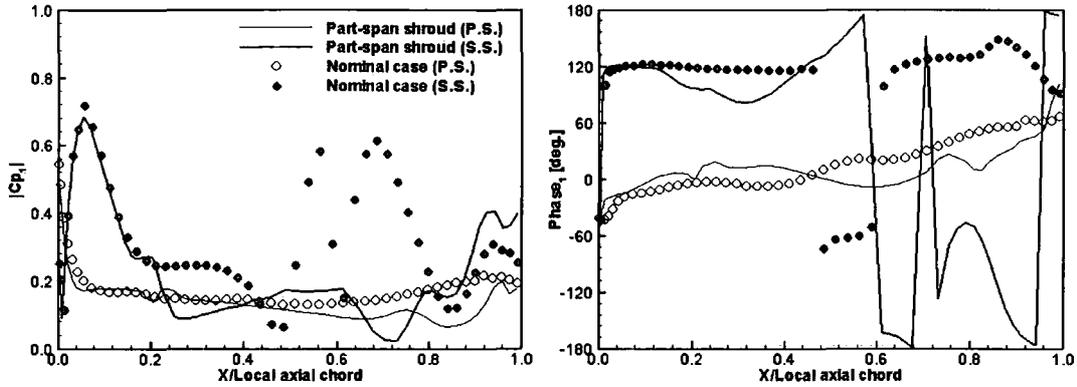 1.0
0.8
0.6
0.4
0.2
0.0
|Cp₁|
0.0 0.2 0.4 0.6 0.8 1.0
X/Local axial chord
Part-span shroud (P.S.)
Part-span shroud (S.S.)
Nominal case (P.S.)
Nominal case (S.S.)
180
120
60
0
-60
-120
-180
Phase₁ [deg.]
0.0 0.2 0.4 0.6 0.8 1.0
X/Local axial chord